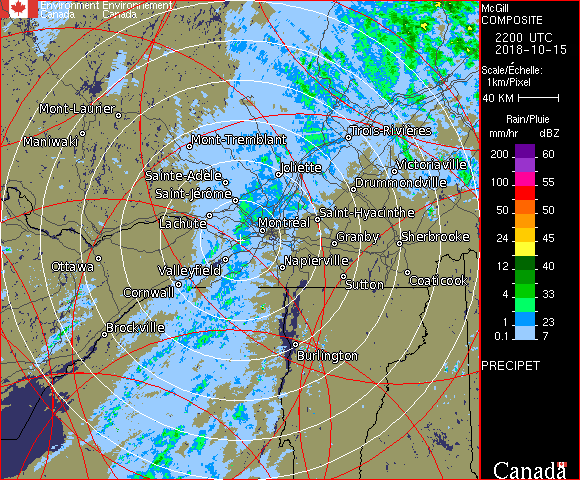 Environment Environnement
Canada Canada
McGill
COMPOSITE
2200 UTC
2018-10-15
Scale/Échelle:
1km/Pixel
40 KM
Rain/Pluie
mm/hr dBZ
200 60
100 55
50 50
24 45
12 40
4 33
1 23
0.1 7
PRECIPET
Canada
Mont-Laurier
Maniwaki
Mont-Tremblant
Trois-Rivières
Sainte-Adèle
Joliette
Victoriaville
Saint-Jérôme
Drummondville
Lachute
Saint-Hyacinthe
Montréal
Granby
Sherbrooke
Ottawa
Valleyfield
Napierville
Cornwall
Sutton
Coaticook
Brockville
Burlington